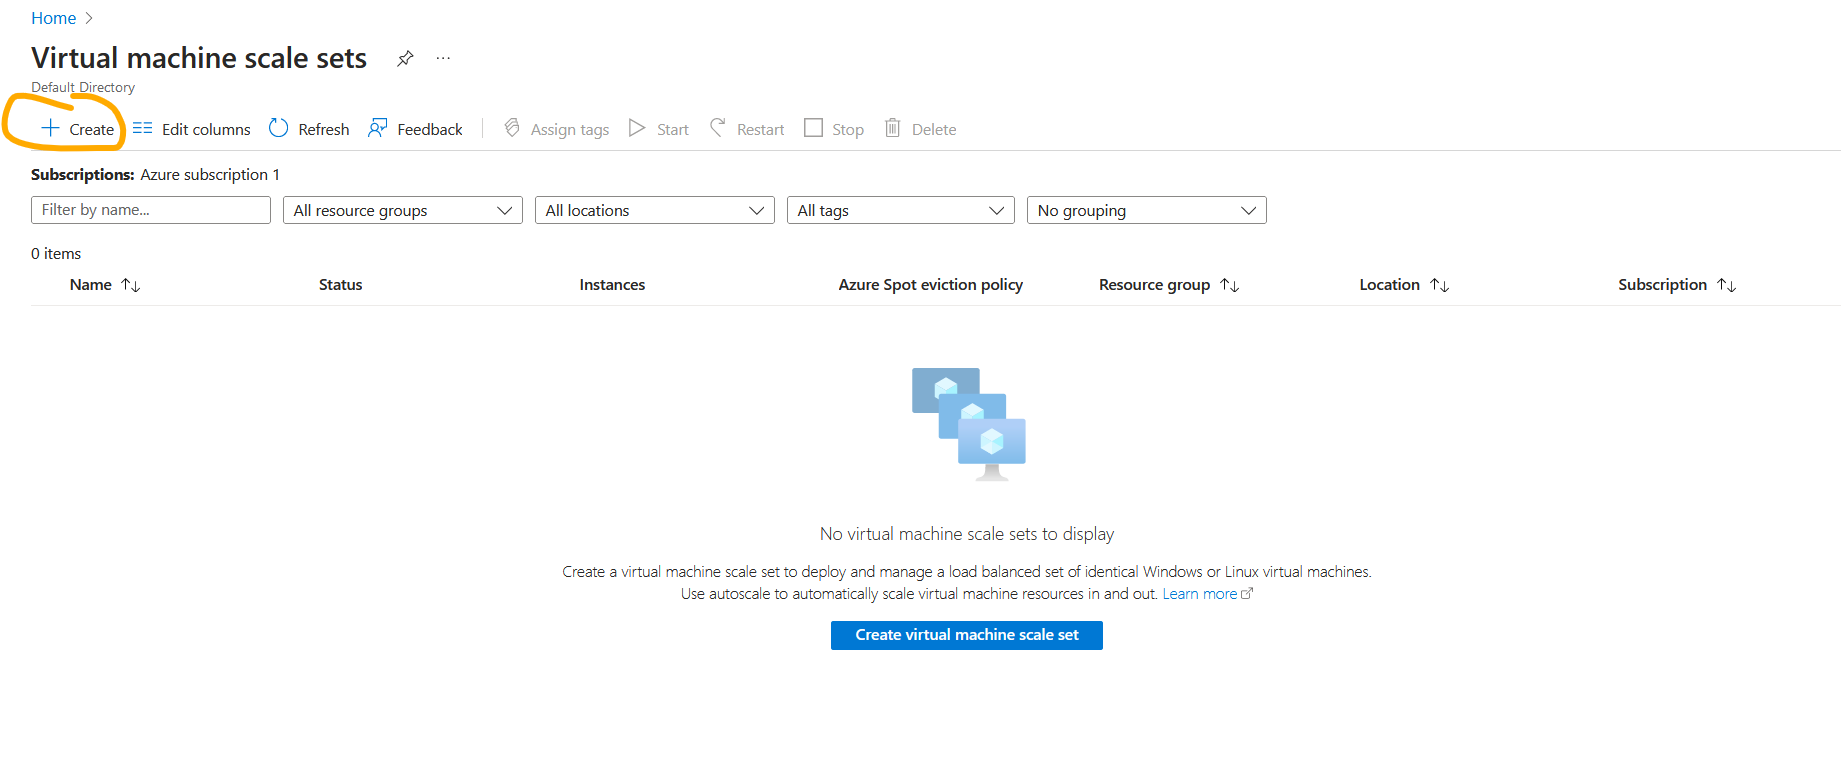 Home
Virtual machine scale sets
Default Directory
Create Edit columns Refresh Feedback Assign tags Start Restart Stop Delete
Subscriptions: Azure subscription 1
Filter by name... All resource groups All locations All tags No grouping
0 items
Name Status Instances Azure Spot eviction policy Resource group Location Subscription
No virtual machine scale sets to display
Create a virtual machine scale set to deploy and manage a load balanced set of identical Windows or Linux virtual machines.
Use autoscale to automatically scale virtual machine resources in and out. Learn more
Create virtual machine scale set